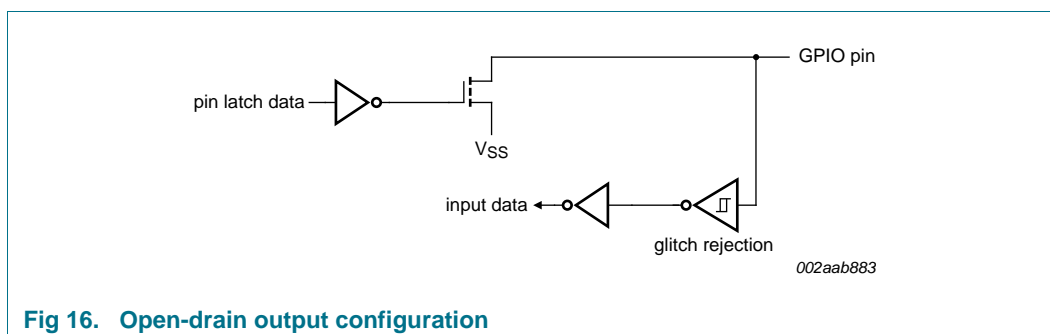 GPIO pin
pin latch data
VSS
input data
glitch rejection
002aab883
Fig 16. Open-drain output configuration